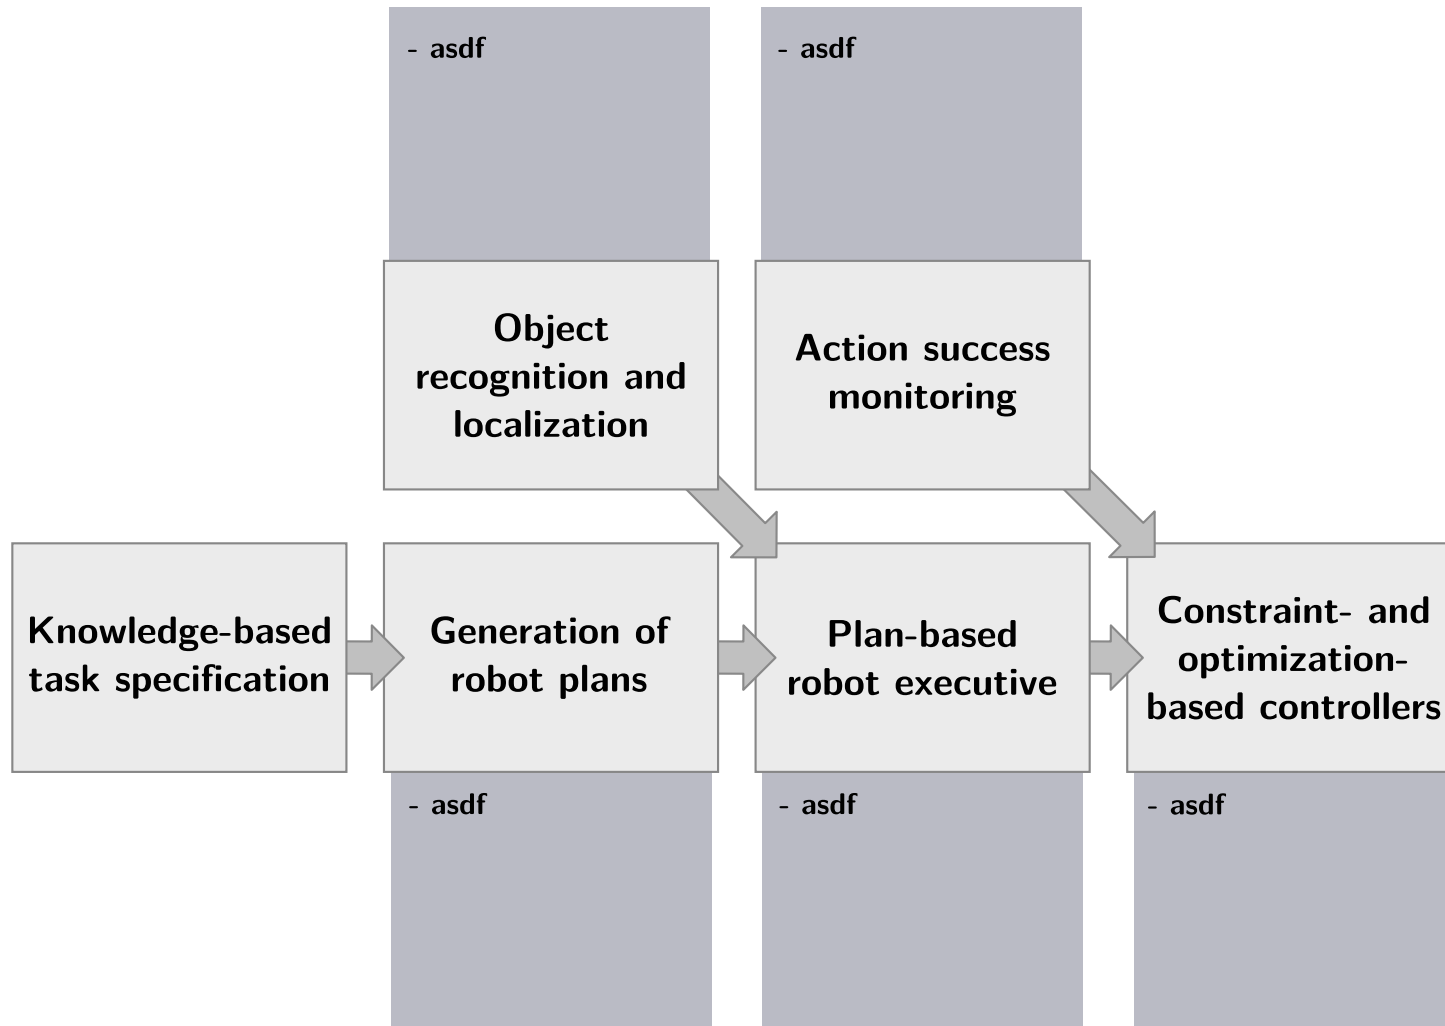 - asdf
- asdf
Object
recognition and
localization
Action success
monitoring
Knowledge-based
task specification
Generation of
robot plans
Plan-based
robot executive
Constraint- and
optimization-
based controllers
- asdf
- asdf
- asdf